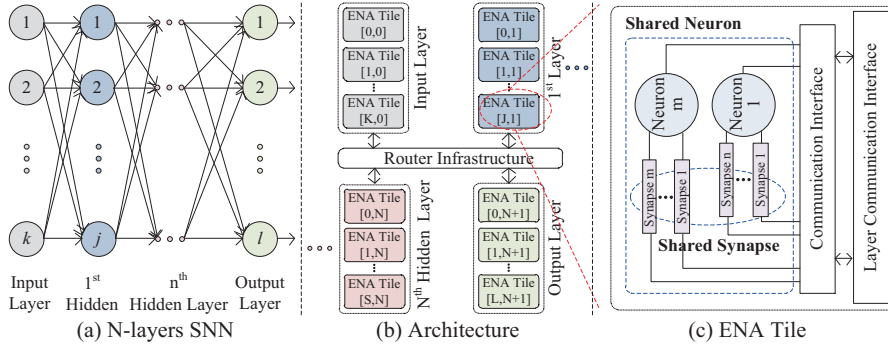 1
2
k
1
2
j
1
2
l
Input
Layer
1st
Hidden
nth
Hidden Layer
Output
Layer
(a) N-layers SNN
ENA Tile
[0,0]
ENA Tile
[1,0]
ENA Tile
[K,0]
Input Layer
ENA Tile
[0,1]
ENA Tile
[1,1]
ENA Tile
[J,1]
1st Layer
Router Infrastructure
ENA Tile
[0,N]
ENA Tile
[1,N]
ENA Tile
[S,N]
Nth Hidden Layer
ENA Tile
[0,N+1]
ENA Tile
[1,N+1]
ENA Tile
[L,N+1]
Output Layer
(b) Architecture
Shared Neuron
Neuron m
Neuron 1
Synapse m
Synapse 1
Synapse n
Synapse 1
Shared Synapse
Communication Interface
Layer Communication Interface
(c) ENA Tile